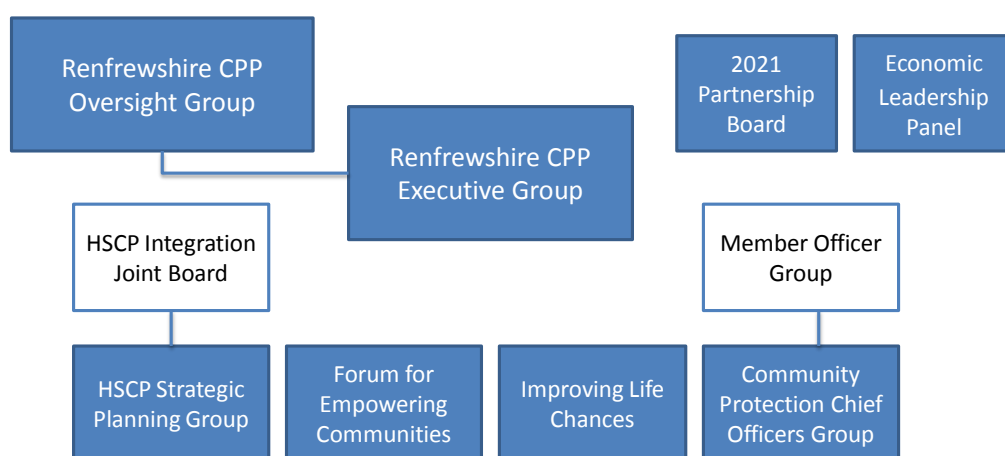 Renfrewshire CPP
Oversight Group
2021
Partnership
Board
Economic
Leadership
Panel
Renfrewshire CPP
Executive Group
HSCP Integration
Joint Board
Member Officer
Group
HSCP Strategic
Planning Group
Forum for
Empowering
Communities
Improving Life
Chances
Community
Protection Chief
Officers Group